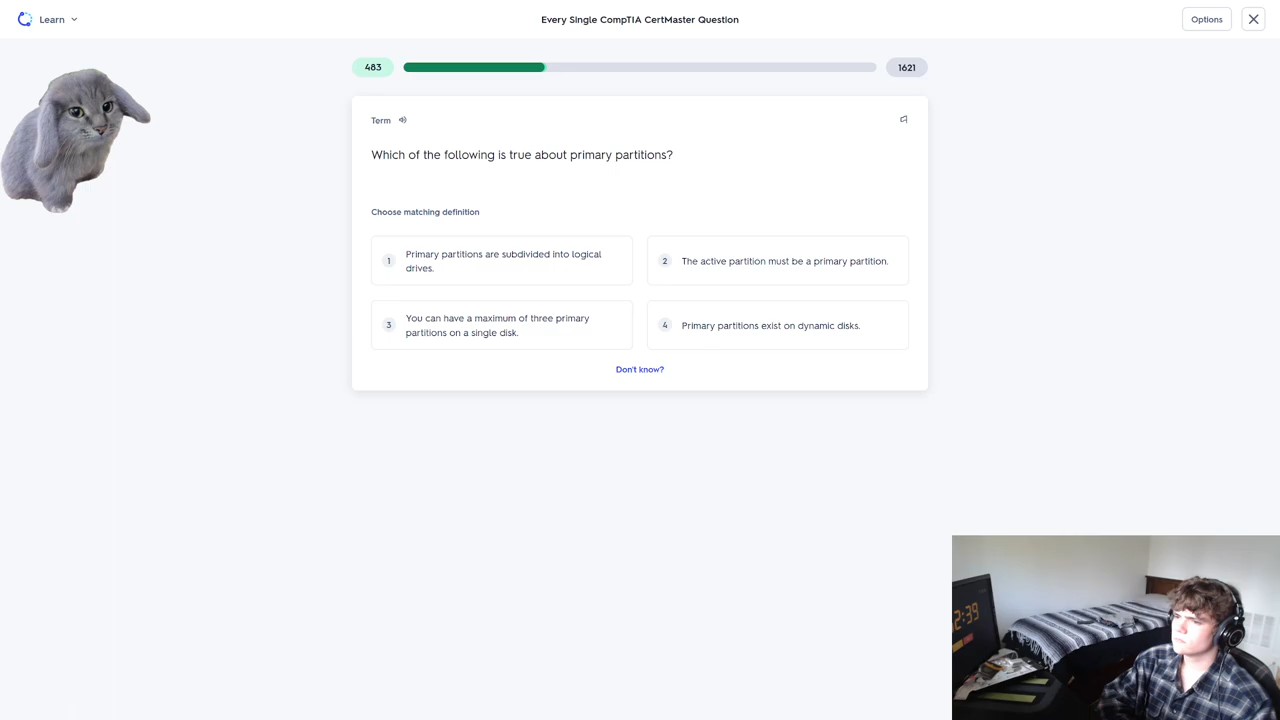 Learn
Every Single CompTIA CertMaster Question
Options
483
1621
Term
Which of the following is true about primary partitions?
Choose matching definition
1
Primary partitions are subdivided into logical
drives.
2
The active partition must be a primary partition.
3
You can have a maximum of three primary
partitions on a single disk.
4
Primary partitions exist on dynamic disks.
Don't know?
2:39